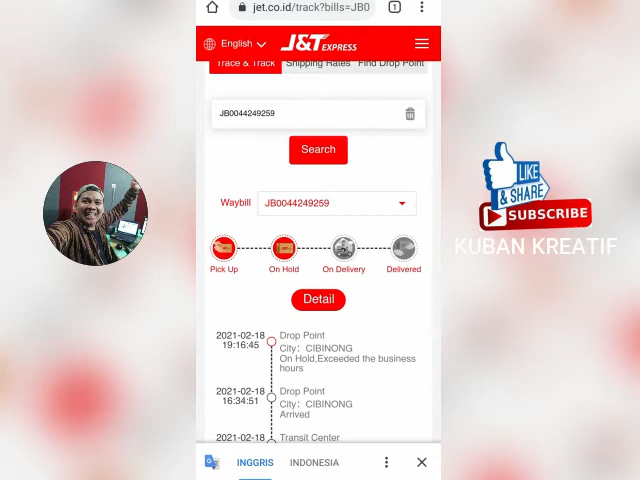 jet.co.id/track?bills=JB0
1
English
J&T EXPRESS
Trace & Track
Shipping Rates
Find Drop Point
JB0044249259
Search
Waybill
JB0044249259
Pick Up
On Hold
On Delivery
Delivered
Detail
2021-02-18
19:16:45
Drop Point
City: CIBINONG
On Hold,Exceeded the business
hours
2021-02-18
16:34:51
Drop Point
City: CIBINONG
Arrived
2021-02-18
Transit Center
INGGRIS
INDONESIA
LIKE
& SHARE
SUBSCRIBE
KUBAN KREATIF